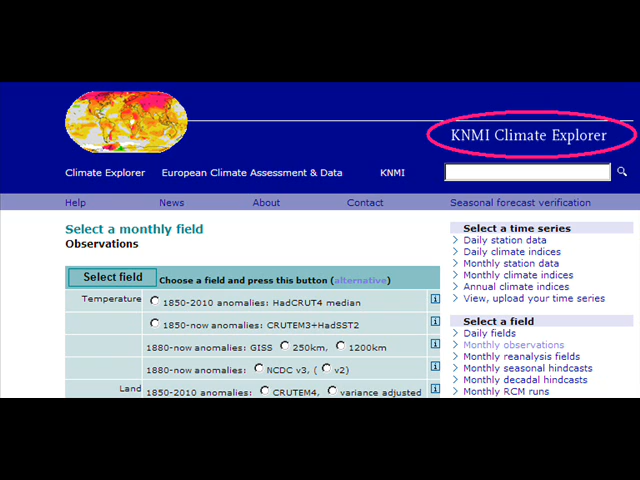 KNMI Climate Explorer
Climate Explorer European Climate Assessment & Data KNMI
Help News About Contact Seasonal forecast verification
Select a monthly field
Observations
Select field Choose a field and press this button (alternative)
Temperature 1850-2010 anomalies: HadCRUT4 median
1850-now anomalies: CRUTEM3+HadSST2
1880-now anomalies: GISS 250km, 1200km
1880-now anomalies: NCDC v3, ( v2)
Land 1850-2010 anomalies: CRUTEM4, variance adjusted
Select a time series
Daily station data
Daily climate indices
Monthly station data
Monthly climate indices
Annual climate indices
View, upload your time series
Select a field
Daily fields
Monthly observations
Monthly reanalysis fields
Monthly seasonal hindcasts
Monthly decadal hindcasts
Monthly RCM runs